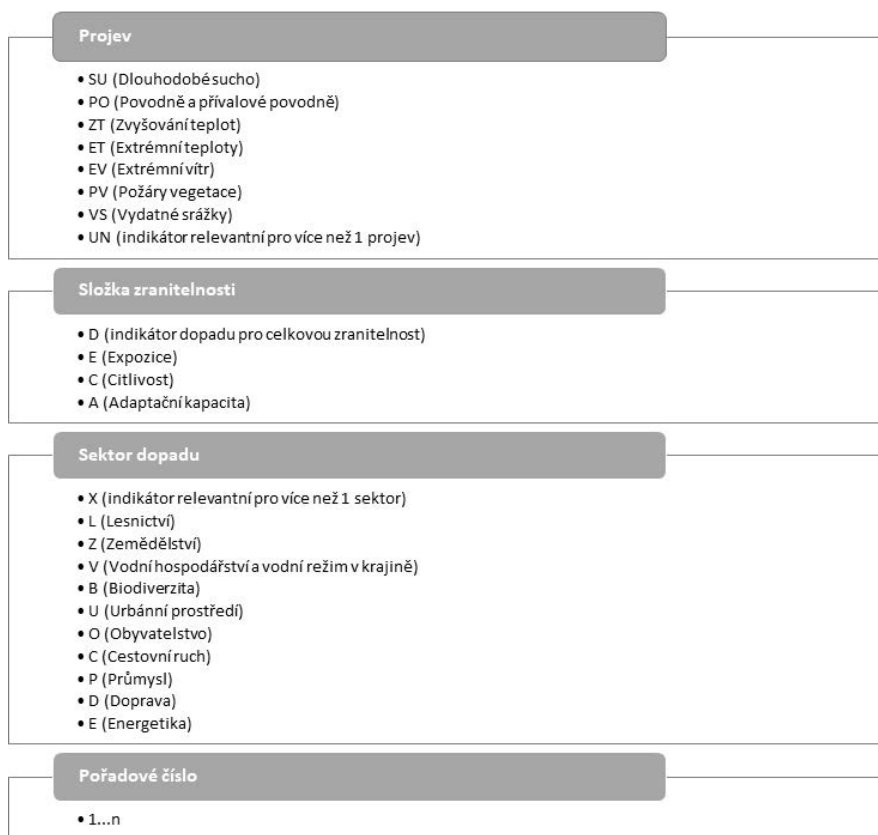 Projev
• SU (Dlouhodobé sucho)
• PO (Povodně a přívalové povodně)
• ZT (Zvyšování teplot)
• ET (Extrémní teploty)
• EV (Extrémní vítr)
• PV (Požáry vegetace)
• VS (Vydatné srážky)
• UN (indikátor relevantní pro více než 1 projev)
Složka zranitelnosti
• D (indikátor dopadu pro celkovou zranitelnost)
• E (Expozice)
• C (Citlivost)
• A (Adaptační kapacita)
Sektor dopadu
• X (indikátor relevantní pro více než 1 sektor)
• L (Lesnictví)
• Z (Zemědělství)
• V (Vodní hospodářství a vodní režim v krajině)
• B (Biodiverzita)
• U (Urbánní prostředí)
• O (Obyvatelstvo)
• C (Cestovní ruch)
• P (Průmysl)
• D (Doprava)
• E (Energetika)
Pořadové číslo
• 1...n